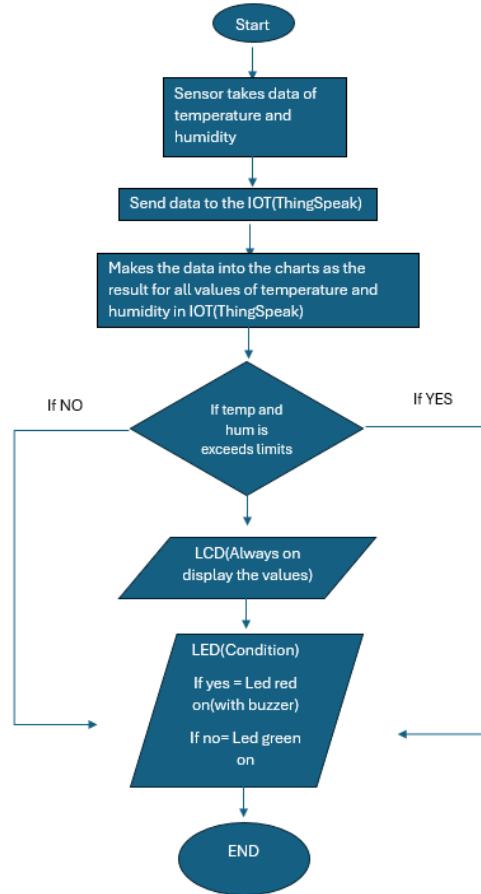 Start
Sensor takes data of
temperature and
humidity
Send data to the IOT(ThingSpeak)
Makes the data into the charts as the
result for all values of temperature and
humidity in IOT(ThingSpeak)
If NO
If YES
If temp and
hum is
exceeds limits
LCD(Always on
display the values)
LED(Condition)
If yes = Led red
on(with buzzer)
If no= Led green
on
END